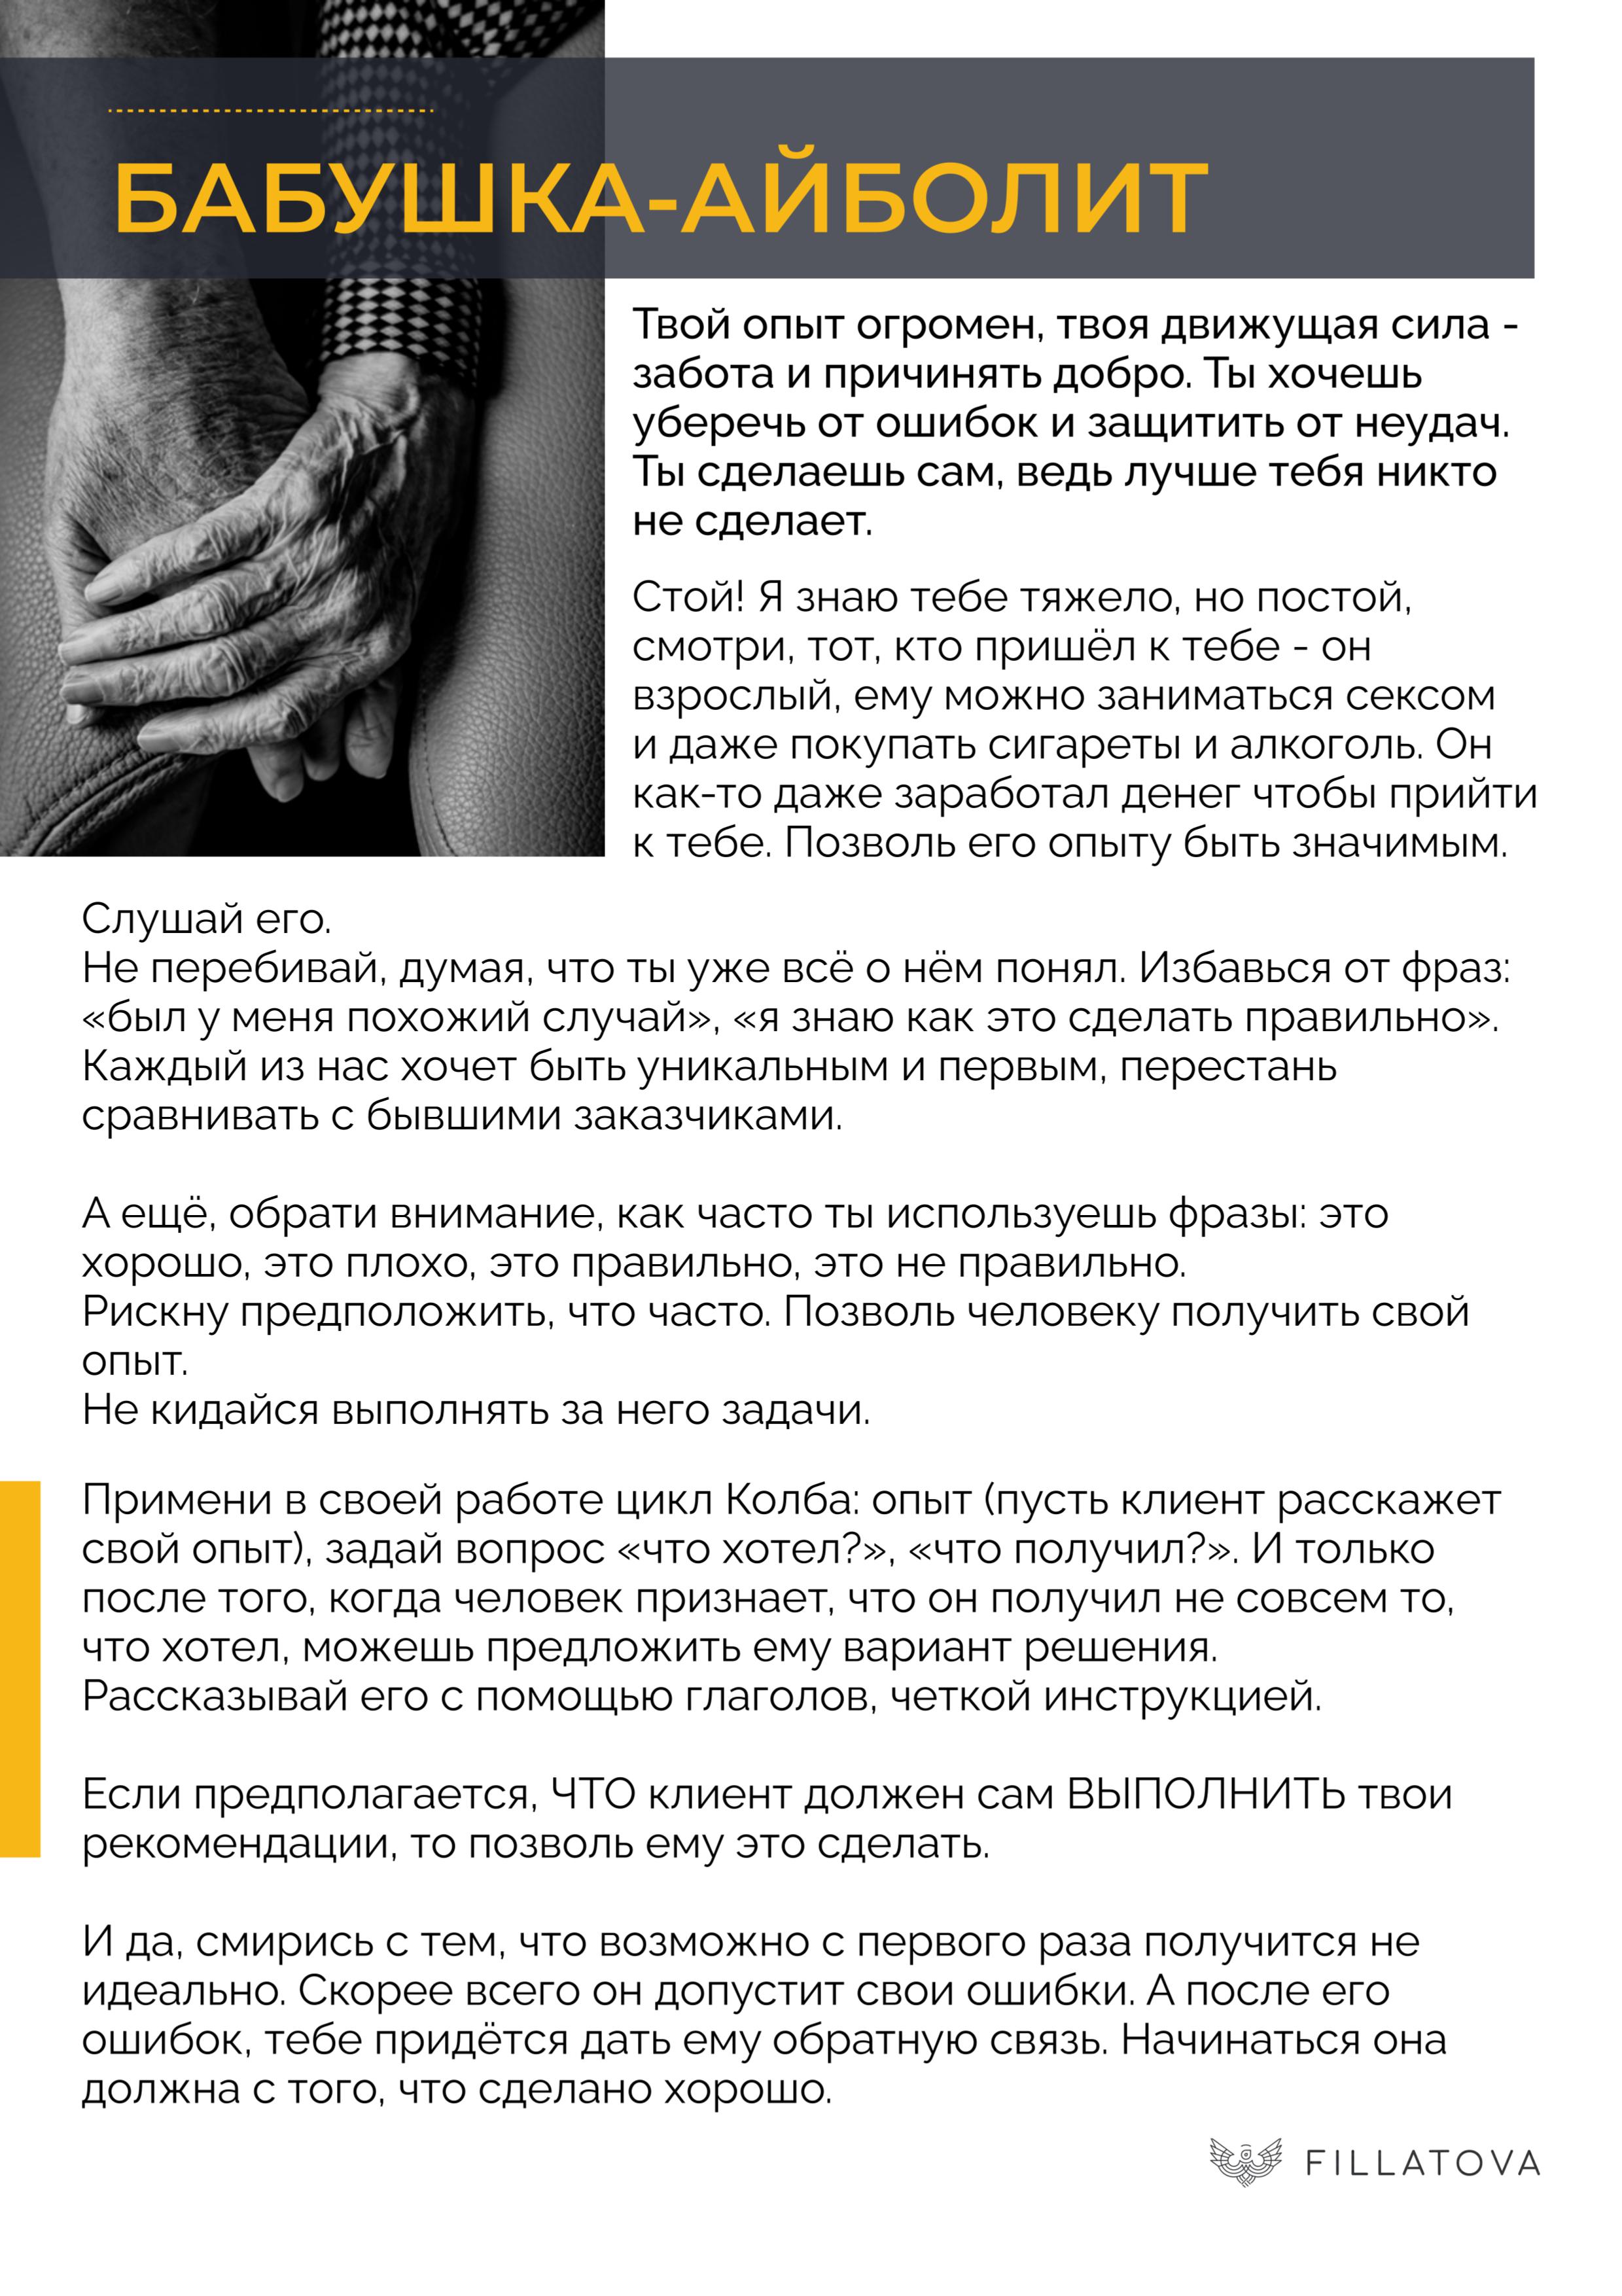 БАБУШКА-АЙБОЛИТ
Твой опыт огромен, твоя движущая сила -
забота и причинять добро. Ты хочешь
уберечь от ошибок и защитить от неудач.
Ты сделаешь сам, ведь лучше тебя никто
не сделает.
Стой! Я знаю тебе тяжело, но постой,
смотри, тот, кто пришёл к тебе - он
взрослый, ему можно заниматься сексом
и даже покупать сигареты и алкоголь. Он
как-то даже заработал денег чтобы прийти
к тебе. Позволь его опыту быть значимым.
Слушай его.
Не перебивай, думая, что ты уже всё о нём понял. Избавься от фраз:
«был у меня похожий случай», «я знаю как это сделать правильно».
Каждый из нас хочет быть уникальным и первым, перестань
сравнивать с бывшими заказчиками.
А ещё, обрати внимание, как часто ты используешь фразы: это
хорошо, это плохо, это правильно, это не правильно.
Рискну предположить, что часто. Позволь человеку получить свой
опыт.
Не кидайся выполнять за него задачи.
Примени в своей работе цикл Колба: опыт (пусть клиент расскажет
свой опыт), задай вопрос «что хотел?», «что получил?». И только
после того, когда человек признает, что он получил не совсем то,
что хотел, можешь предложить ему вариант решения.
Рассказывай его с помощью глаголов, четкой инструкцией.
Если предполагается, ЧТО клиент должен сам ВЫПОЛНИТЬ твои
рекомендации, то позволь ему это сделать.
И да, смирись с тем, что возможно с первого раза получится не
идеально. Скорее всего он допустит свои ошибки. А после его
ошибок, тебе придётся дать ему обратную связь. Начинаться она
должна с того, что сделано хорошо.
FILLATOVA